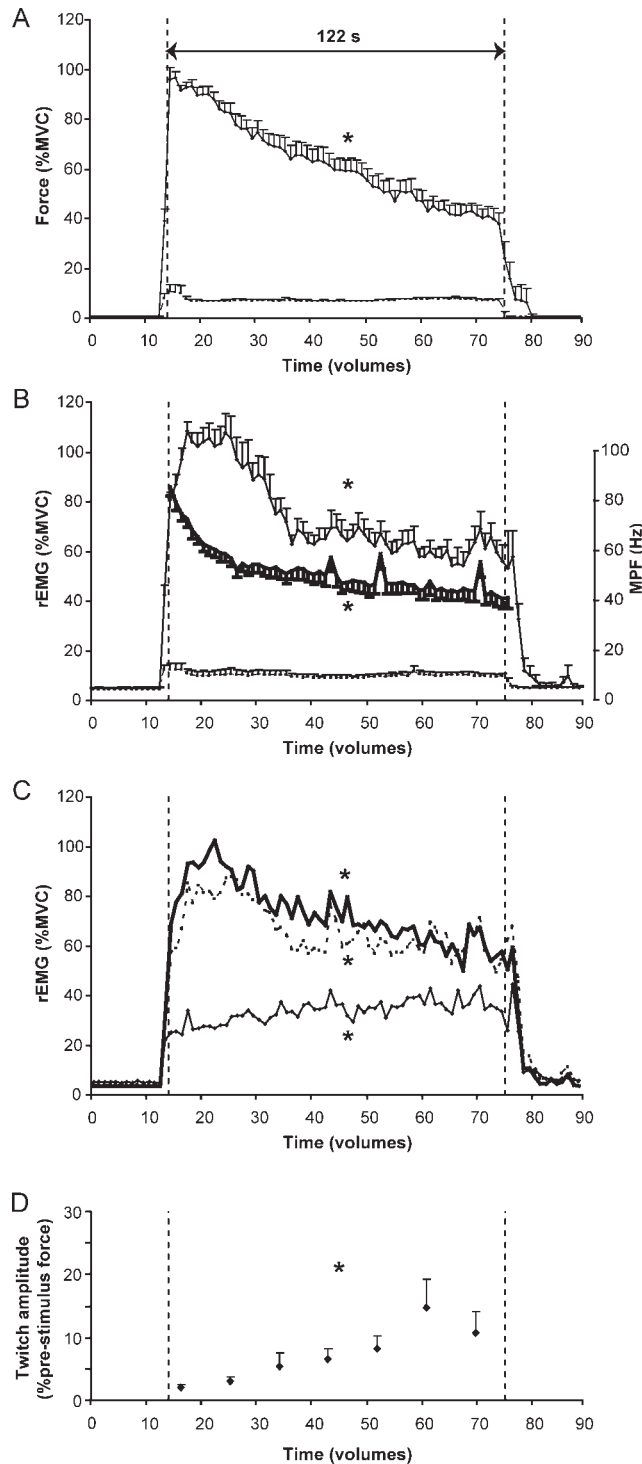 A
122 s
120
100
80
60
40
20
0
Force (%MVC)
*
0 10 20 30 40 50 60 70 80 90
Time (volumes)
B
120
100
80
60
40
20
0
rEMG (%MVC)
*
*
100
80
60
40
20
0
MPF (Hz)
0 10 20 30 40 50 60 70 80 90
Time (volumes)
C
120
100
80
60
40
20
0
rEMG (%MVC)
*
*
*
0 10 20 30 40 50 60 70 80 90
Time (volumes)
D
30
20
15
10
0
Twitch amplitude
(%pre-stimulus force)
*
0 10 20 30 40 50 60 70 80 90
Time (volumes)